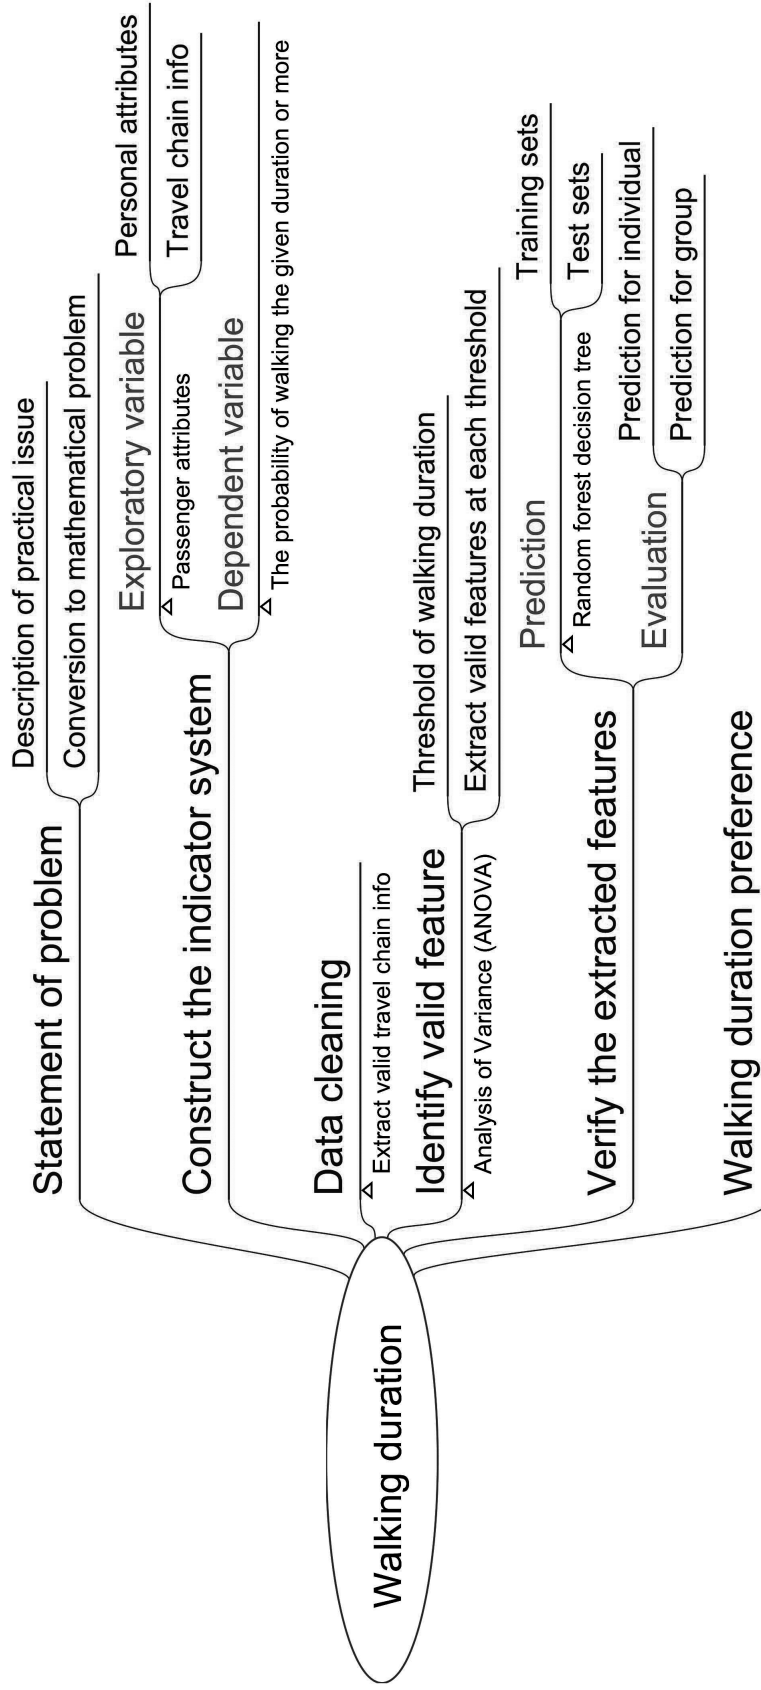 Walking duration
Statement of problem
Description of practical issue
Conversion to mathematical problem
Construct the indicator system
Exploratory variable
Passenger attributes
Personal attributes
Travel chain info
Dependent variable
The probability of walking the given duration or more
Data cleaning
Extract valid travel chain info
Identify valid feature
Analysis of Variance (ANOVA)
Threshold of walking duration
Extract valid features at each threshold
Verify the extracted features
Prediction
Random forest decision tree
Training sets
Test sets
Evaluation
Prediction for individual
Prediction for group
Walking duration preference